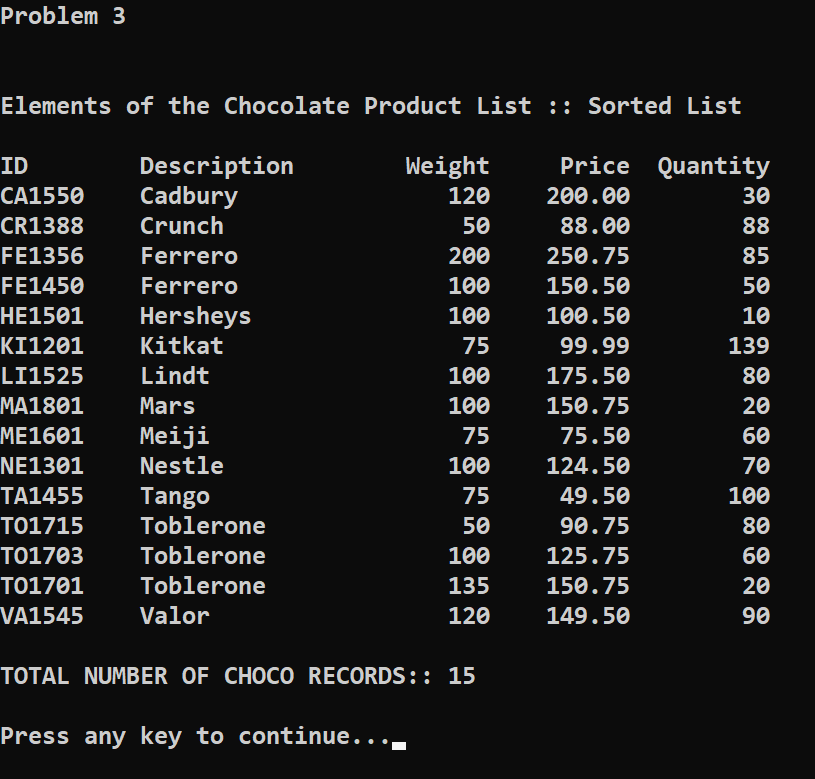 Problem 3
Elements of the Chocolate Product List :: Sorted List
ID Description Weight Price Quantity
CA1550 Cadbury 120 200.00 30
CR1388 Crunch 50 88.00 88
FE1356 Ferrero 200 250.75 85
FE1450 Ferrero 100 150.50 50
HE1501 Hersheys 100 100.50 10
KI1201 Kitkat 75 99.99 139
LI1525 Lindt 100 175.50 80
MA1801 Mars 100 150.75 20
ME1601 Meiji 75 75.50 60
NE1301 Nestle 100 124.50 70
TA1455 Tango 75 49.50 100
TO1715 Toblerone 50 90.75 80
TO1703 Toblerone 100 125.75 60
TO1701 Toblerone 135 150.75 20
VA1545 Valor 120 149.50 90
TOTAL NUMBER OF CHOCO RECORDS:: 15
Press any key to continue...